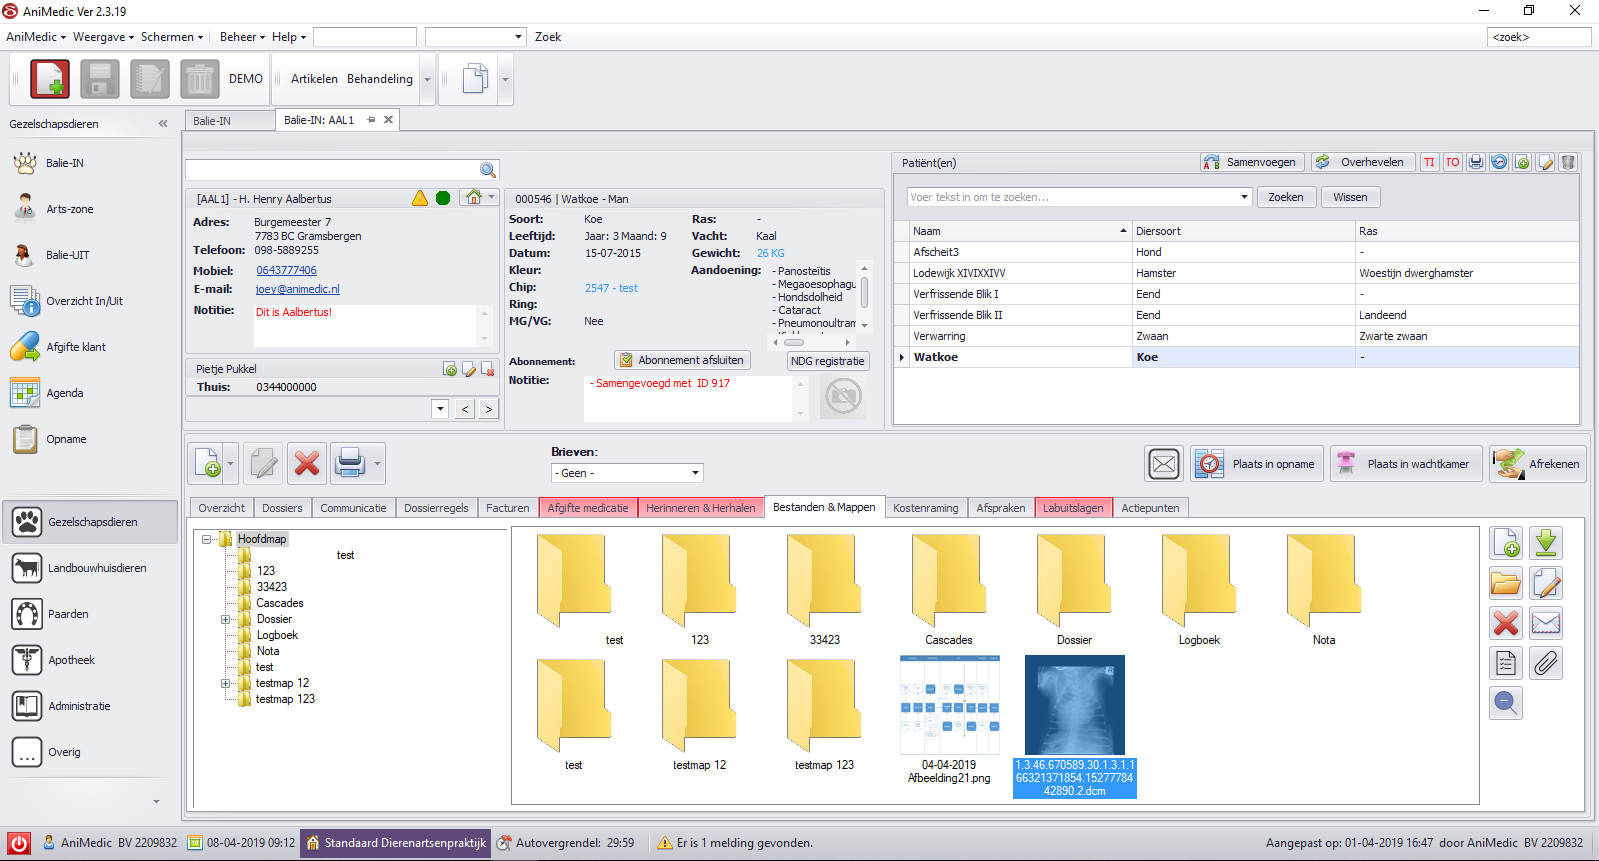 AniMedic Ver 2.3.19
AniMedic Weergave Schermen Beheer Help Zoek <zoek>
DEMO Artikelen Behandeling
Gezelschapsdieren
Balie-IN
Arts-zone
Balie-UIT
Overzicht In/Uit
Afgifte klant
Agenda
Opname
Gezelschapsdieren
Landbouwhuisdieren
Paarden
Apotheek
Administratie
... Overig
Balie-IN Balie-IN: AAL1
[AAL1] - H. Henry Aalbertus
Adres: Burgemeester 7
7783 BC Gramsbergen
Telefoon: 098-5889255
Mobiel: 0643777406
E-mail: joey@animedic.nl
Notitie: Dit is Aalbertus!
Pietje Pukkel
Thuis: 0344000000
< >
000546 | Watkoe - Man
Soort: Koe Ras: -
Leeftijd: Jaar: 3 Maand: 9 Vacht: Kaal
Datum: 15-07-2015 Gewicht: 26 KG
Kleur: Aandoening: - Panosteïtis
- Megaoesophagu
Chip: 2547 - test - Hondsdolheid
Ring: - Cataract
MG/VG: Nee - Pneumonoultram
Abonnement: Abonnement afsluiten NDG registratie
Notitie: - Samengevoegd met ID 917
Patiënt(en) Samenvoegen Overhevelen TI TO
Voer tekst in om te zoeken... Zoeken Wissen
Naam Diersoort Ras
Afscheit3 Hond -
Lodewijk XIVIXXIVV Hamster Woestijn dwerghamster
Verfrissende Blik I Eend -
Verfrissende Blik II Eend Landeend
Verwarring Zwaan Zwarte zwaan
Watkoe Koe -
Brieven:
- Geen -
Plaats in opname Plaats in wachtkamer Afrekenen
Overzicht Dossiers Communicatie Dossierregels Facturen Afgifte medicatie Herinneren & Herhalen Bestanden & Mappen Kostenraming Afspraken Labuitslagen Actiepunten
Hoofdmap
test
123
33423
Cascades
Dossier
Logboek
Nota
test
testmap 12
testmap 123
test 123 33423 Cascades Dossier Logboek Nota
test testmap 12 testmap 123
04-04-2019
Afbeelding21.png
1.3.46.670589.30.1.3.1.1
66321371854.15277784
42890.2.dcm
AniMedic BV 2209832 08-04-2019 09:12 Standaard Dierenartsenpraktijk Autovergrendel: 29:59 Er is 1 melding gevonden. Aangepast op: 01-04-2019 16:47 door AniMedic BV 2209832